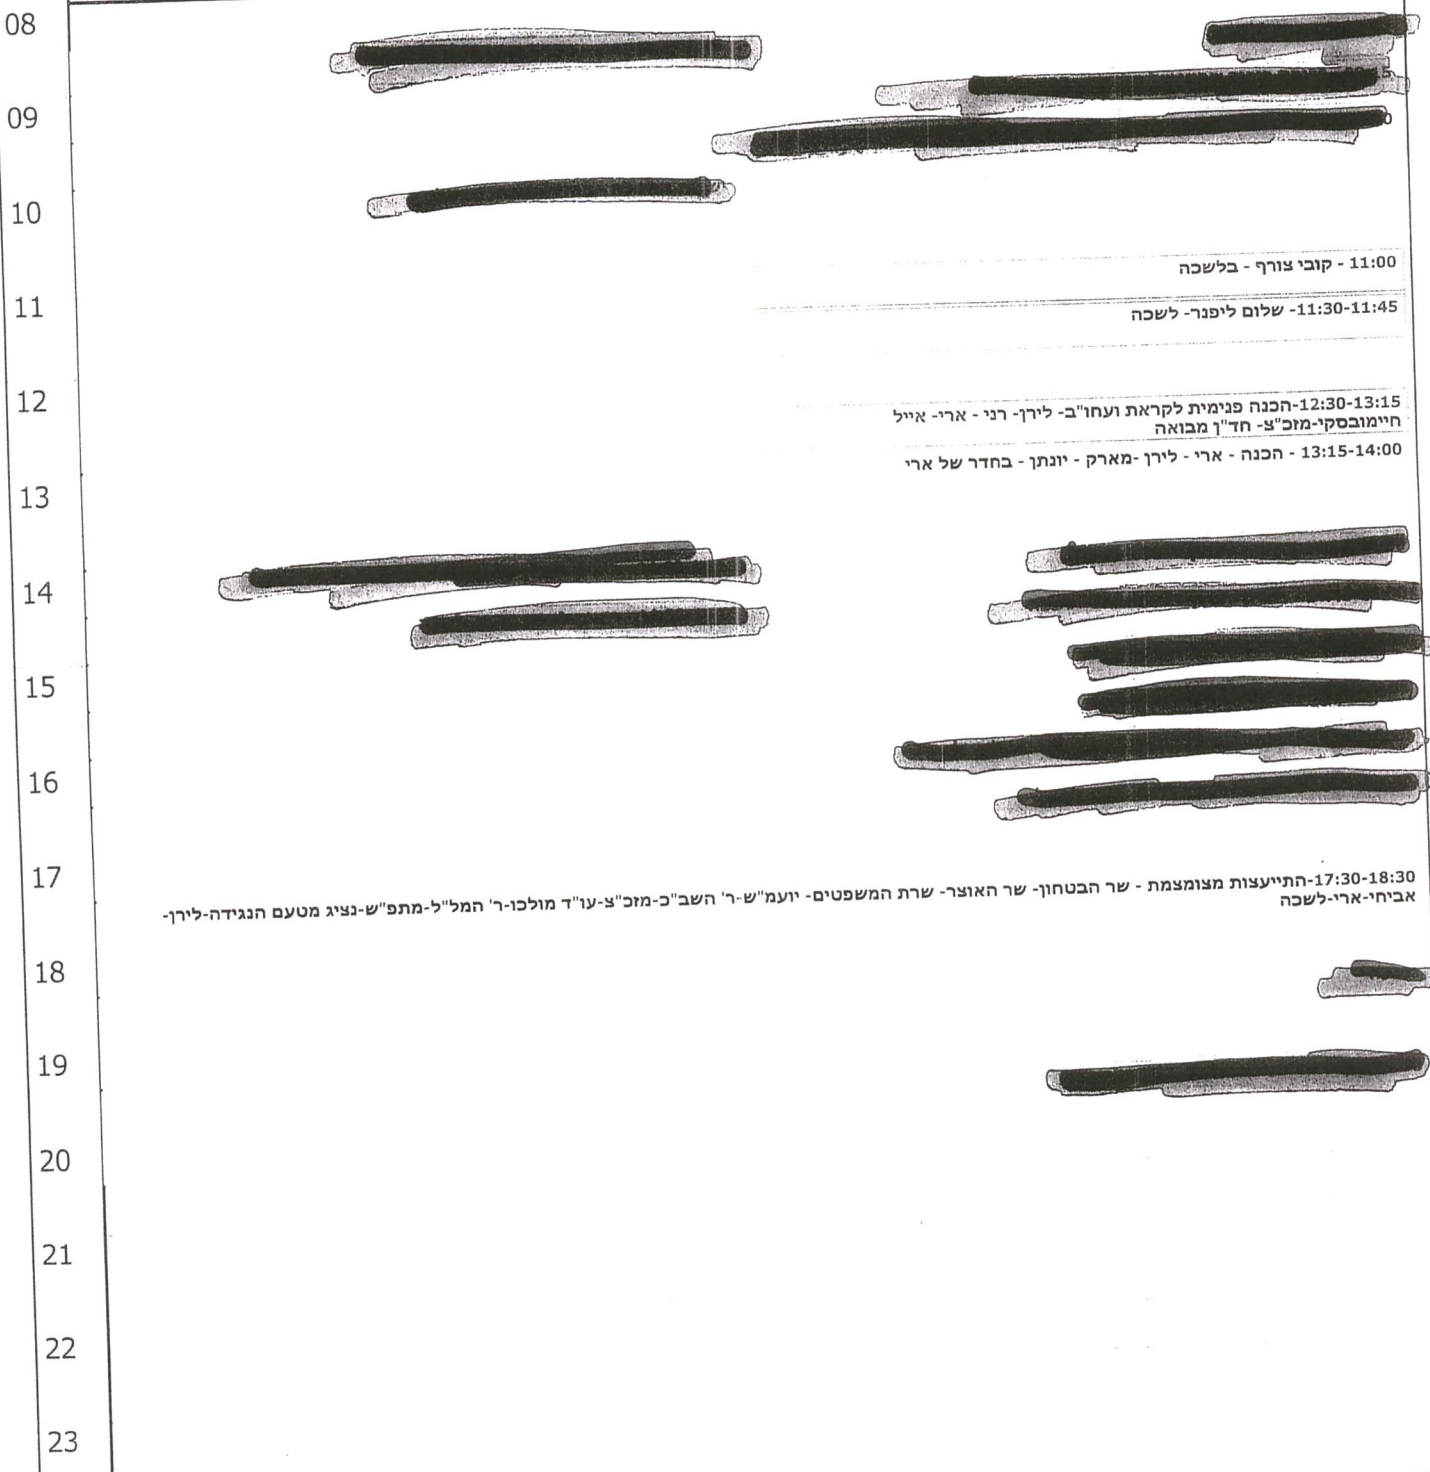 08
09
10
11:00 - קובי צורף - בלשכה
11
11:30-11:45- שלום ליפנר- לשכה
12
12:30-13:15-הכנה פנימית לקראת ועחו"ב- לירן- רני - ארי- אייל
חיימובסקי-מזכ"צ- חד"ן מבואה
13:15-14:00 - הכנה - ארי - לירן -מארק - יונתן - בחדר של ארי
13
14
15
16
17
17:30-18:30-התייעצות מצומצמת - שר הבטחון- שר האוצר- שרת המשפטים- יועמ"ש-ר' השב"כ-מזכ"צ-עו"ד מולכו-ר' המל"ל-מתפ"ש-נציג מטעם הנגידה-לירן-
אביחי-ארי-לשכה
18
19
20
21
22
23